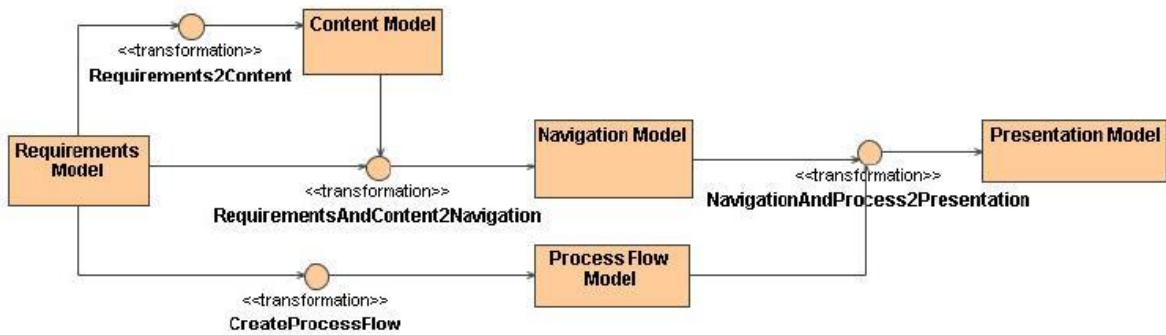 Content Model
<<transformation>>
Requirements2Content
Requirements
Model
Navigation Model
Presentation Model
<<transformation>>
RequirementsAndContent2Navigation
<<transformation>>
NavigationAndProcess2Presentation
Process Flow
Model
<<transformation>>
CreateProcessFlow